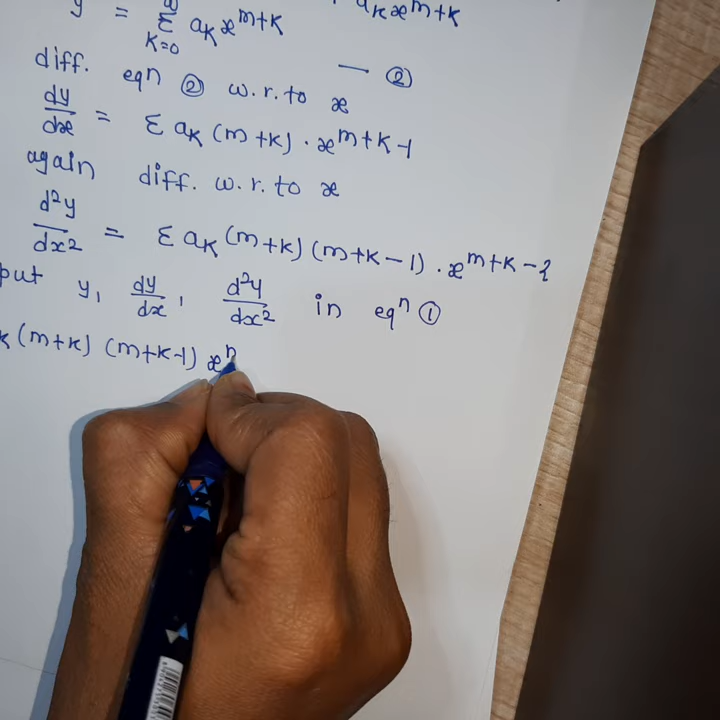 y = Σ_{K=0}^{∞} a_K x^{m+K} a_K x^{m+K}
— ②
diff. eqⁿ ② w.r.to x
dy/dx = Σ a_K (m+K) · x^{m+K-1}
again diff. w.r.to x
d²y/dx² = Σ a_K (m+K) (m+K-1) · x^{m+K-2}
put y, dy/dx, d²y/dx² in eqⁿ ①
K (m+K) (m+K-1) x